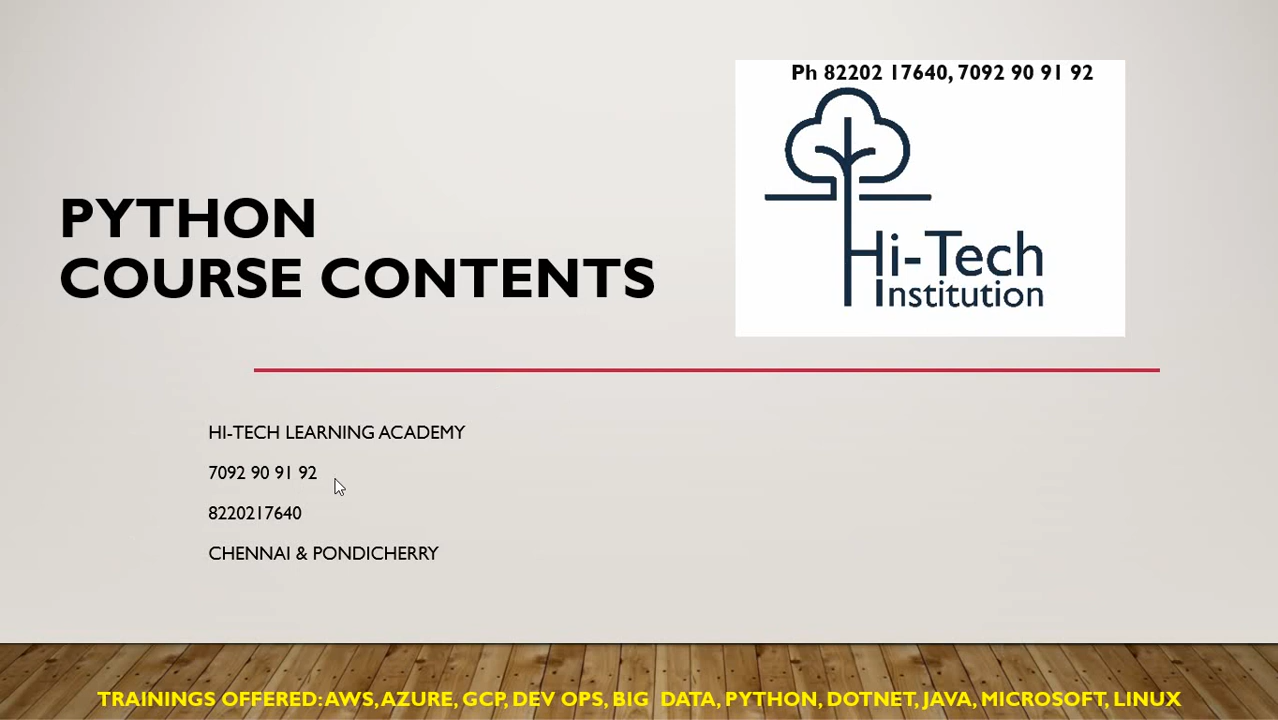 Ph 82202 17640, 7092 90 91 92
Hi-Tech
Institution
PYTHON
COURSE CONTENTS
HI-TECH LEARNING ACADEMY
7092 90 91 92
8220217640
CHENNAI & PONDICHERRY
TRAININGS OFFERED: AWS, AZURE, GCP, DEV OPS, BIG DATA, PYTHON, DOTNET, JAVA, MICROSOFT, LINUX